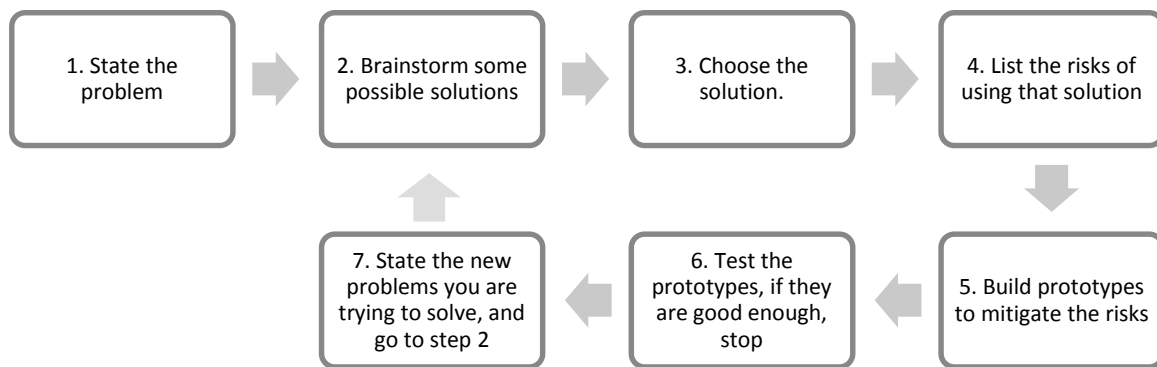 1. State the
problem
2. Brainstorm some
possible solutions
3. Choose the
solution.
4. List the risks of
using that solution
5. Build prototypes
to mitigate the risks
6. Test the
prototypes, if they
are good enough,
stop
7. State the new
problems you are
trying to solve, and
go to step 2